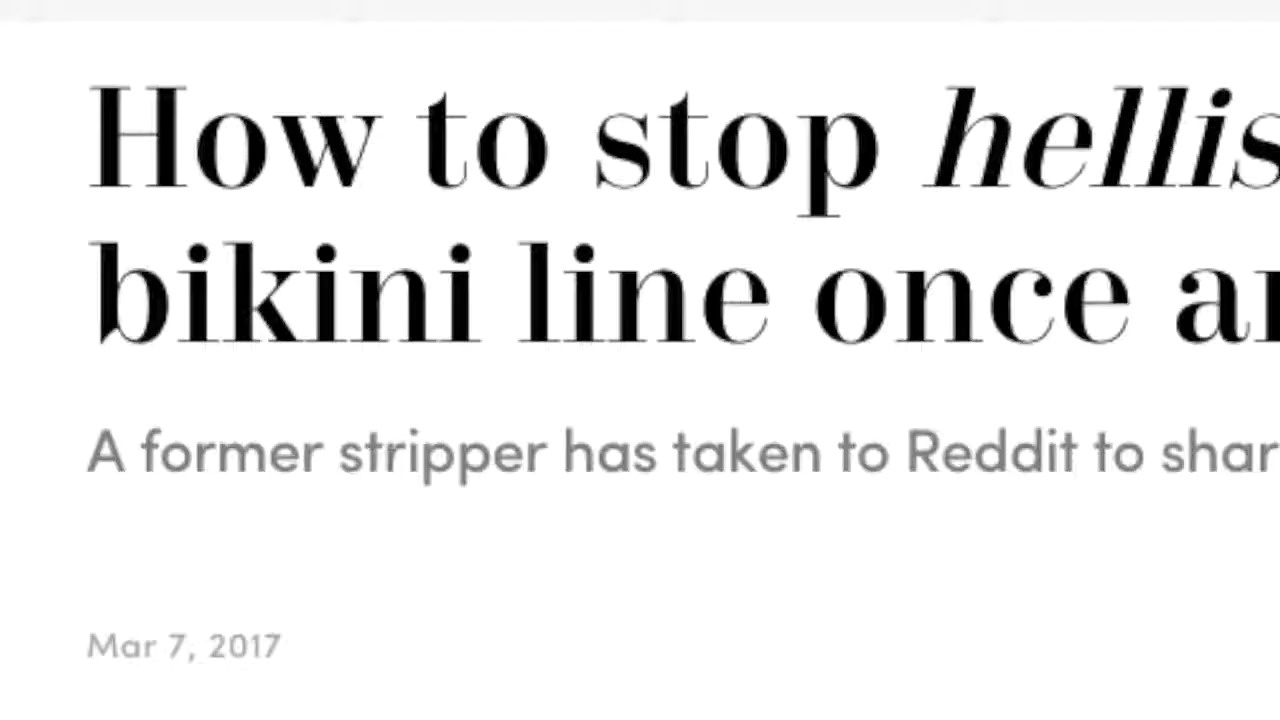 How to stop hellis
bikini line once a
A former stripper has taken to Reddit to shar
Mar 7, 2017